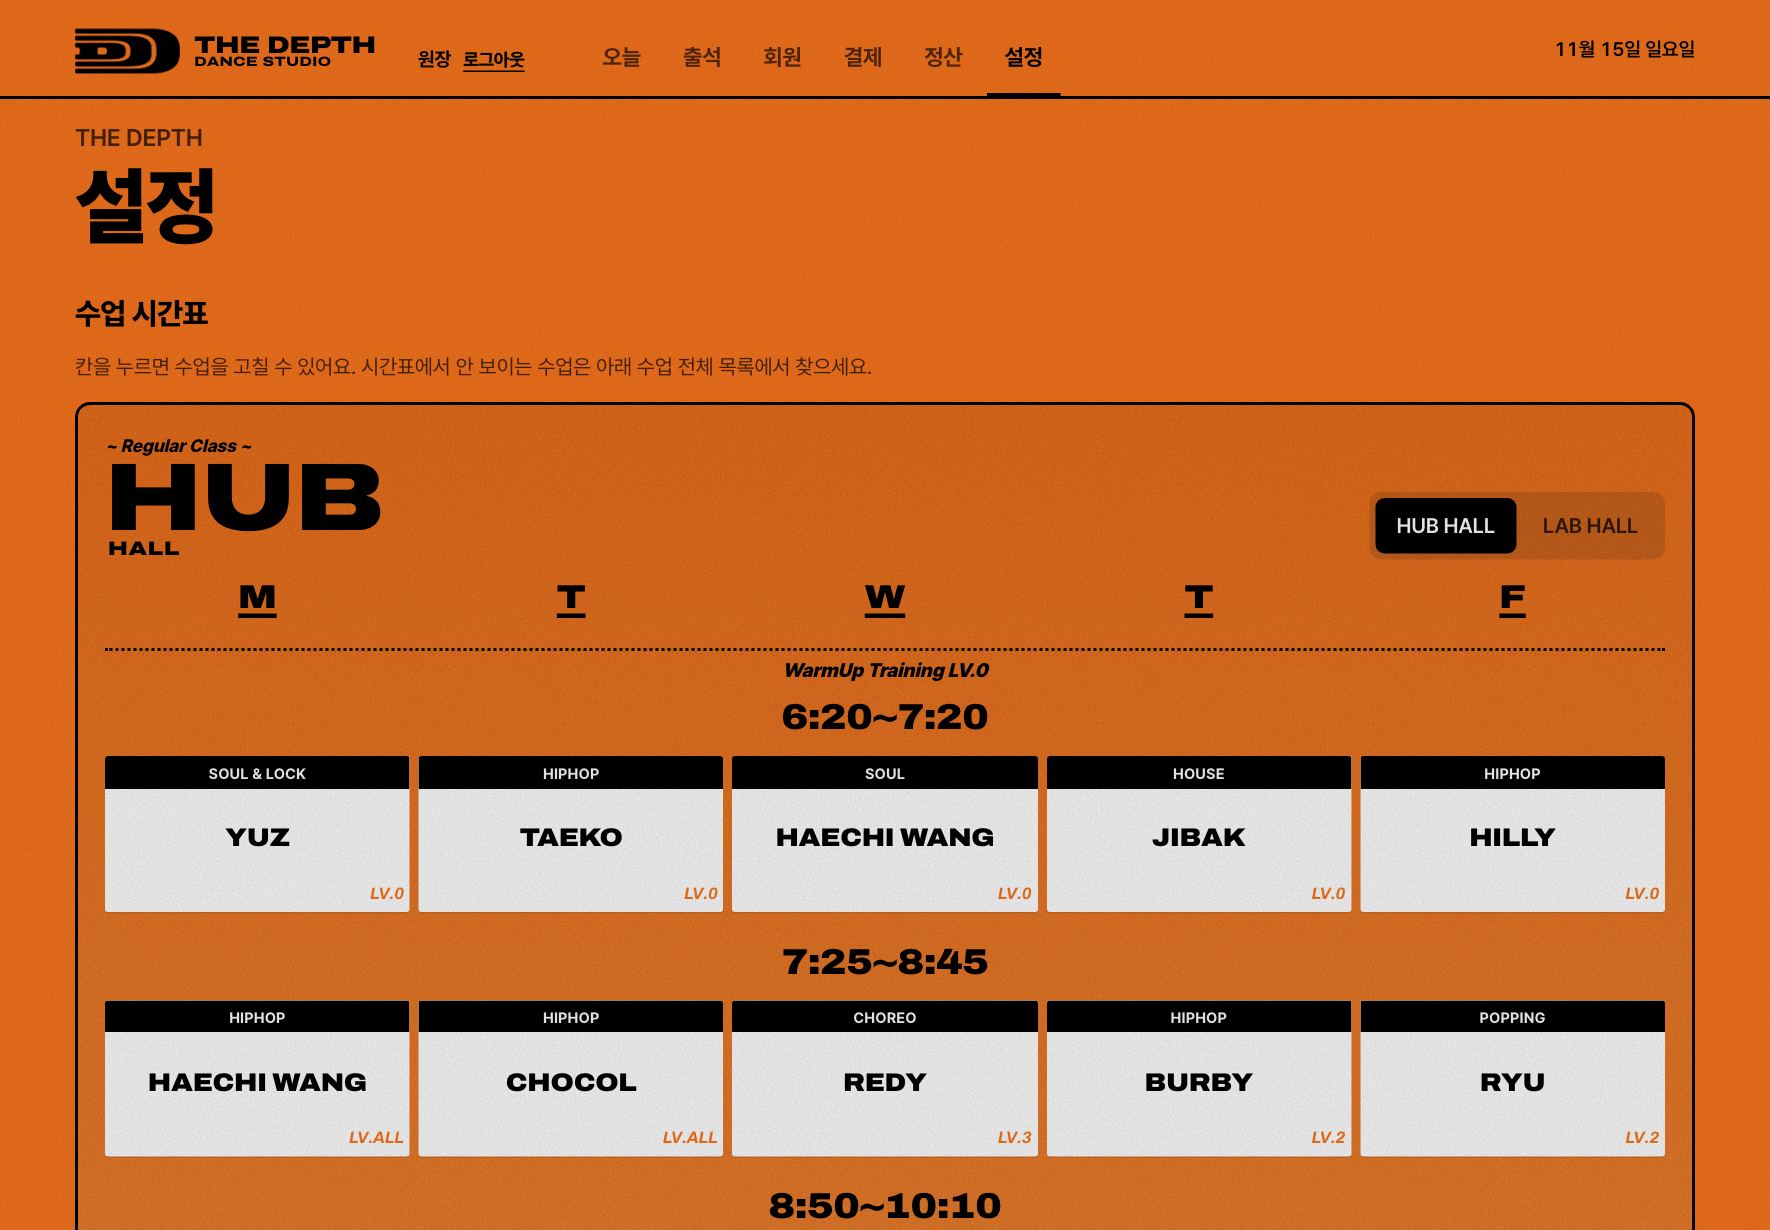 THE DEPTH
DANCE STUDIO
원장 로그아웃
오늘 출석 회원 결제 정산 설정
11월 15일 일요일
THE DEPTH
설정
수업 시간표
칸을 누르면 수업을 고칠 수 있어요. 시간표에서 안 보이는 수업은 아래 수업 전체 목록에서 찾으세요.
~ Regular Class ~
HUB
HALL
HUB HALL LAB HALL
M T W T F
WarmUp Training LV.0
6:20~7:20
SOUL & LOCK HIPHOP SOUL HOUSE HIPHOP
YUZ TAEKO HAECHI WANG JIBAK HILLY
LV.0 LV.0 LV.0 LV.0 LV.0
7:25~8:45
HIPHOP HIPHOP CHOREO HIPHOP POPPING
HAECHI WANG CHOCOL REDY BURBY RYU
LV.ALL LV.ALL LV.3 LV.2 LV.2
8:50~10:10